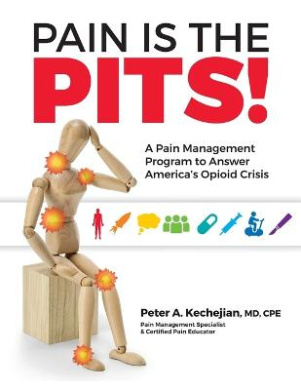 PAIN IS THE
PITS!
A Pain Management
Program to Answer
America's Opioid Crisis
Peter A. Kechejian, MD, CPE
Pain Management Specialist
& Certified Pain Educator